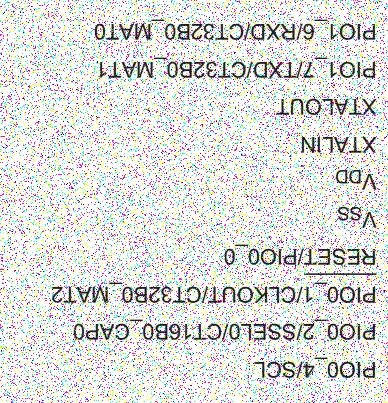 PIO0_4/SCL
PIO0_2/SSEL0/CT16B0_CAP0
PIO0_1/CLKOUT/CT32B0_MAT2
RESET/PIO0_0
VSS
VDD
XTALIN
XTALOUT
PIO1_7/TXD/CT32B0_MAT1
PIO1_6/RXD/CT32B0_MAT0